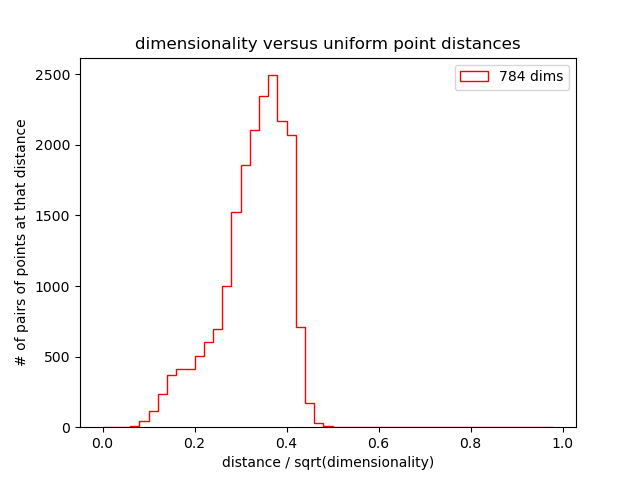 dimensionality versus uniform point distances
784 dims
# of pairs of points at that distance
2500
2000
1500
1000
500
0
0.0 0.2 0.4 0.6 0.8 1.0
distance / sqrt(dimensionality)